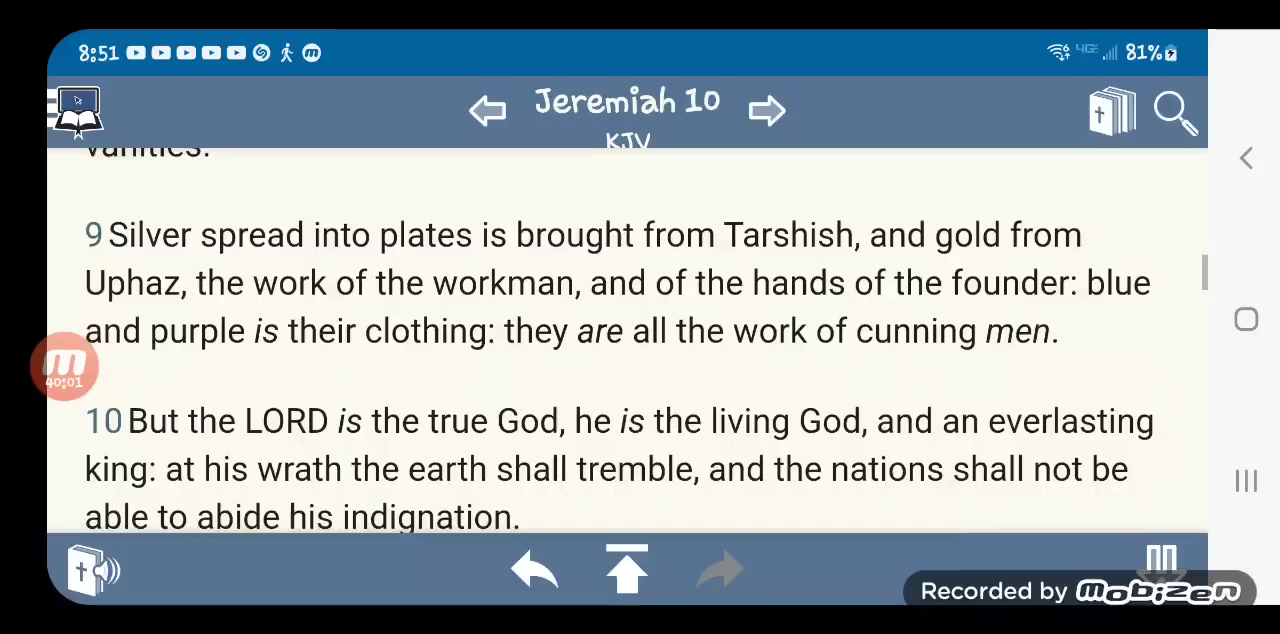 8:51 4GE 81%
Jeremiah 10
KJV
vanities.
9 Silver spread into plates is brought from Tarshish, and gold from
Uphaz, the work of the workman, and of the hands of the founder: blue
and purple is their clothing: they are all the work of cunning men.
40:01
10 But the LORD is the true God, he is the living God, and an everlasting
king: at his wrath the earth shall tremble, and the nations shall not be
able to abide his indignation.
Recorded by mobizen